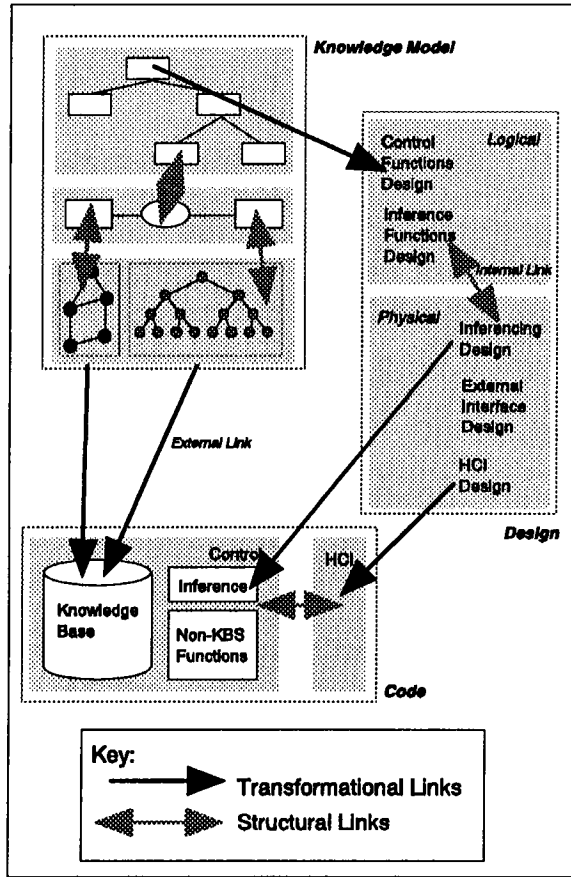 Knowledge Model
Logical
Control
Functions
Design
Inference
Functions
Design
Internal Link
Physical
Inferencing
Design
External
Interface
Design
HCI
Design
Design
External Link
Control
HCI
Inference
Knowledge
Base
Non-KBS
Functions
Code
Key:
Transformational Links
Structural Links